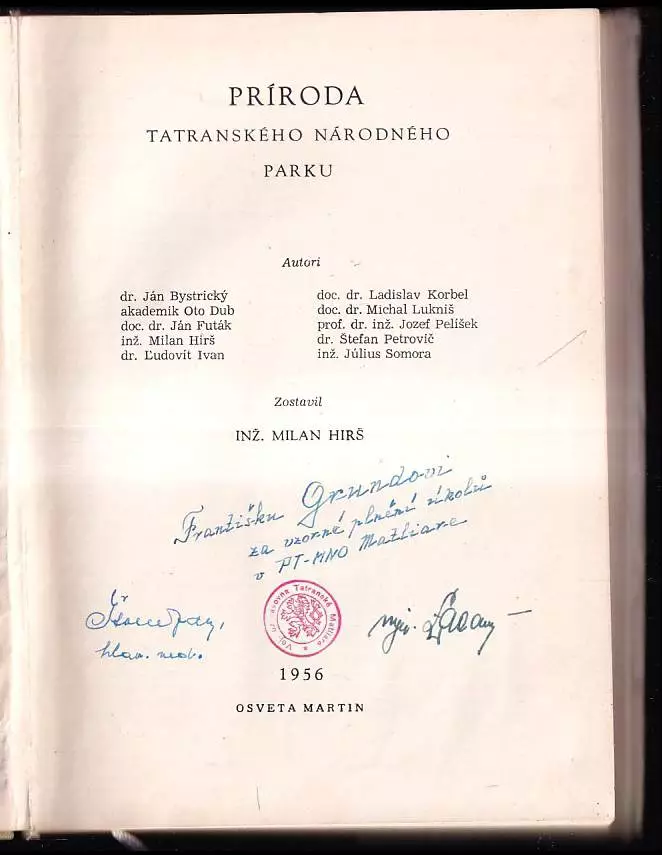 PRÍRODA
TATRANSKÉHO NÁRODNÉHO
PARKU
Autori
dr. Ján Bystrický
akademik Oto Dub
doc. dr. Ján Futák
inž. Milan Hirš
dr. Ľudovít Ivan
doc. dr. Ladislav Korbel
doc. dr. Michal Lukniš
prof. dr. inž. Jozef Pelíšek
dr. Štefan Petrovič
inž. Július Somora
Zostavil
INŽ. MILAN HIRŠ
Františku Grundovi
za vzorné plnění úkolů
v PT-MNO Matliare
Tatranské Matliare
1956
OSVETA MARTIN